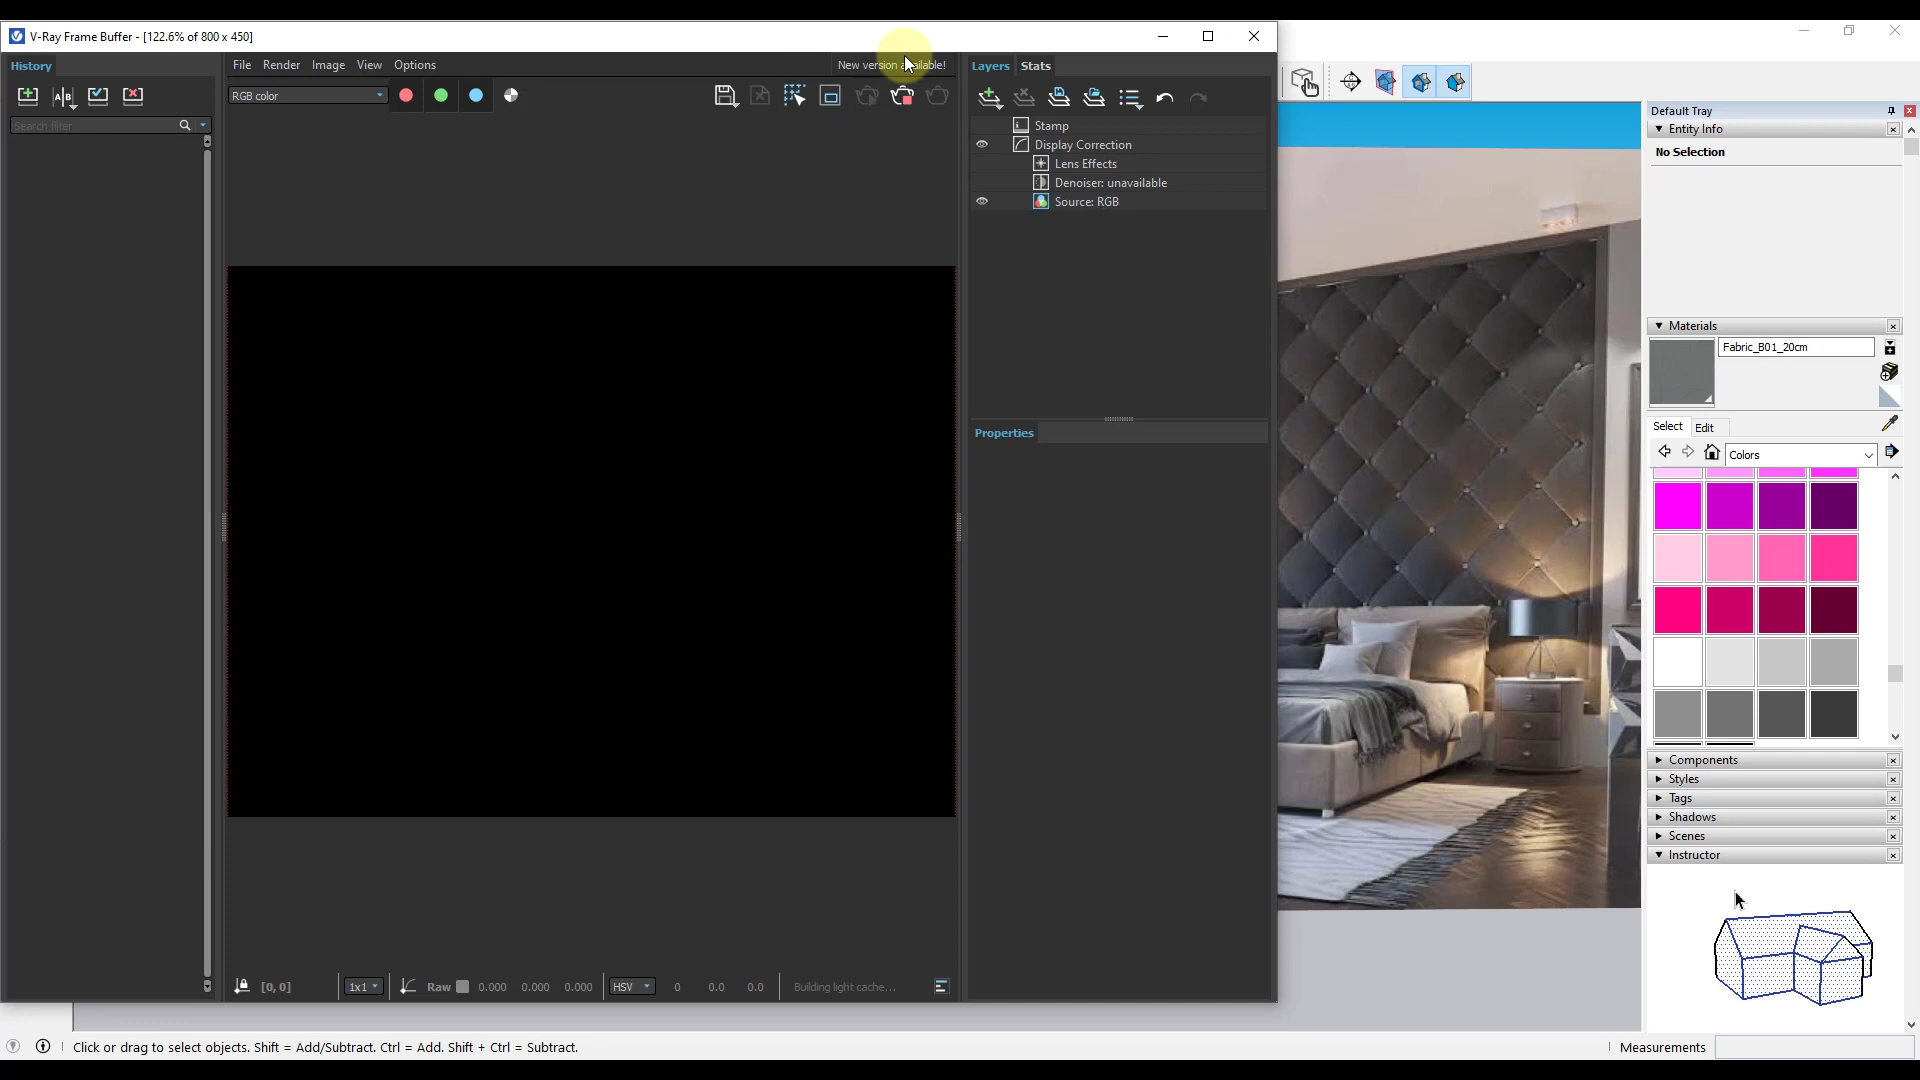 V-Ray Frame Buffer - [122.6% of 800 x 450]
History
File Render Image View Options
New version available!
Layers Stats
RGB color
A B
Search filter
Stamp
Display Correction
Lens Effects
Denoiser: unavailable
Source: RGB
Properties
[0, 0]
1x1
Raw
0.000 0.000 0.000
HSV
0 0.0 0.0
Building light cache...
Default Tray
Entity Info
No Selection
Materials
Fabric_B01_20cm
Select Edit
Colors
Components
Styles
Tags
Shadows
Scenes
Instructor
Click or drag to select objects. Shift = Add/Subtract. Ctrl = Add. Shift + Ctrl = Subtract.
Measurements